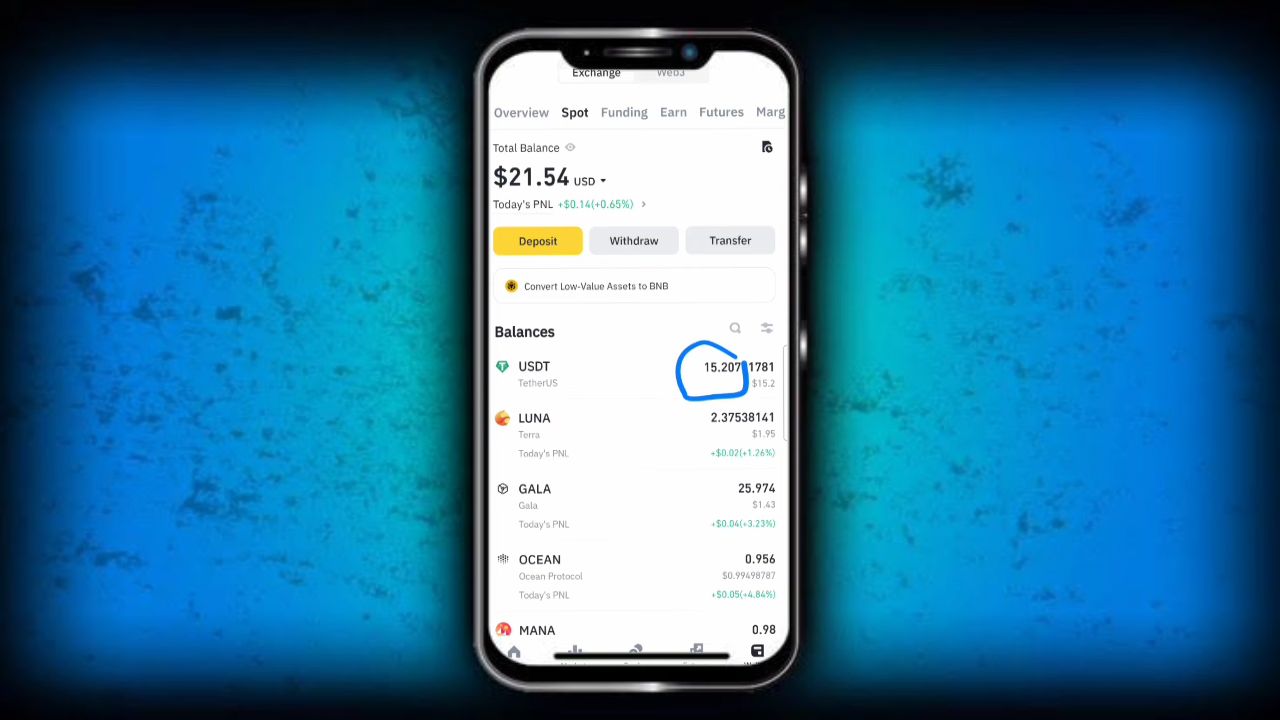 Exchange Web3
Overview Spot Funding Earn Futures Marg
Total Balance
$21.54 USD
Today's PNL +$0.14(+0.65%) >
Deposit Withdraw Transfer
Convert Low-Value Assets to BNB
Balances
USDT
TetherUS $15.2
LUNA 2.37538141
Terra $1.95
Today's PNL +$0.02(+1.26%)
GALA 25.974
Gala $1.43
Today's PNL +$0.04(+3.23%)
OCEAN 0.956
Ocean Protocol $0.99498787
Today's PNL +$0.05(+4.84%)
MANA 0.98